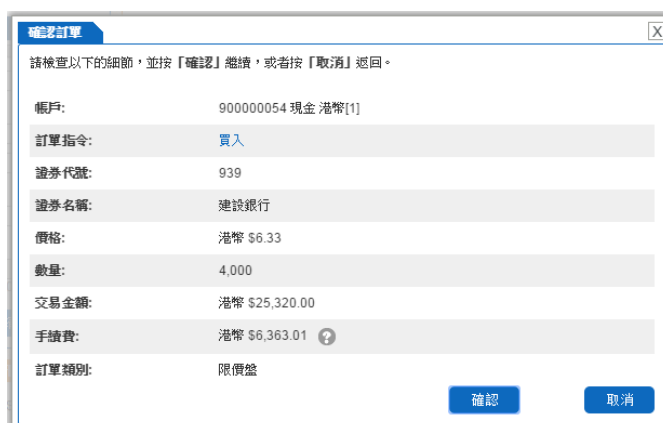 確認訂單
X
請檢查以下的細節，並按「確認」繼續，或者按「取消」返回。
帳戶: 900000054 現金 港幣[1]
訂單指令: 買入
證券代號: 939
證券名稱: 建設銀行
價格: 港幣 $6.33
數量: 4,000
交易金額: 港幣 $25,320.00
手續費: 港幣 $6,363.01 ?
訂單類別: 限價盤
確認 取消